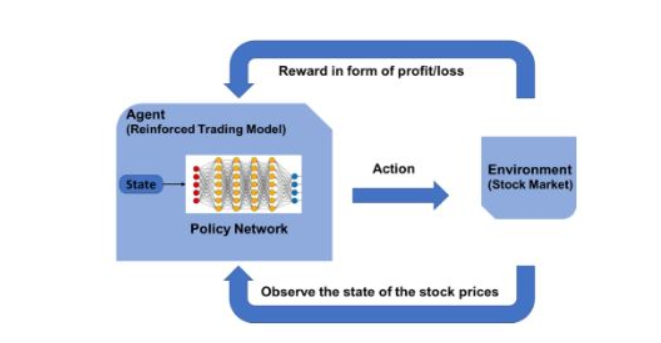 Reward in form of profit/loss
Agent
(Reinforced Trading Model)
State
Policy Network
Action
Environment
(Stock Market)
Observe the state of the stock prices